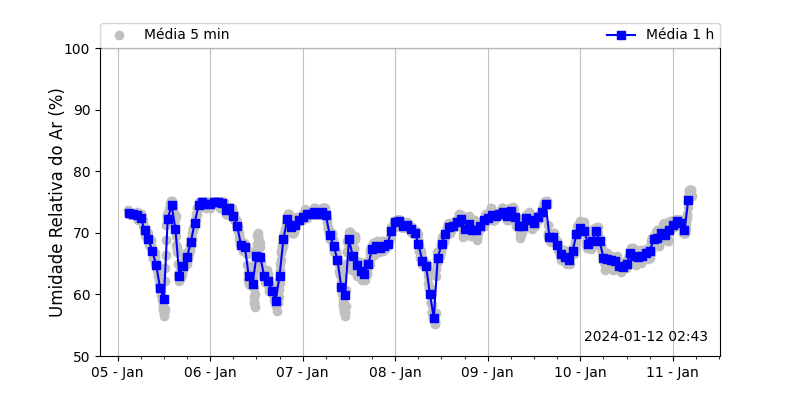 Média 5 min
Média 1 h
Umidade Relativa do Ar (%)
100
90
80
70
60
50
2024-01-12 02:43
05 - Jan
06 - Jan
07 - Jan
08 - Jan
09 - Jan
10 - Jan
11 - Jan